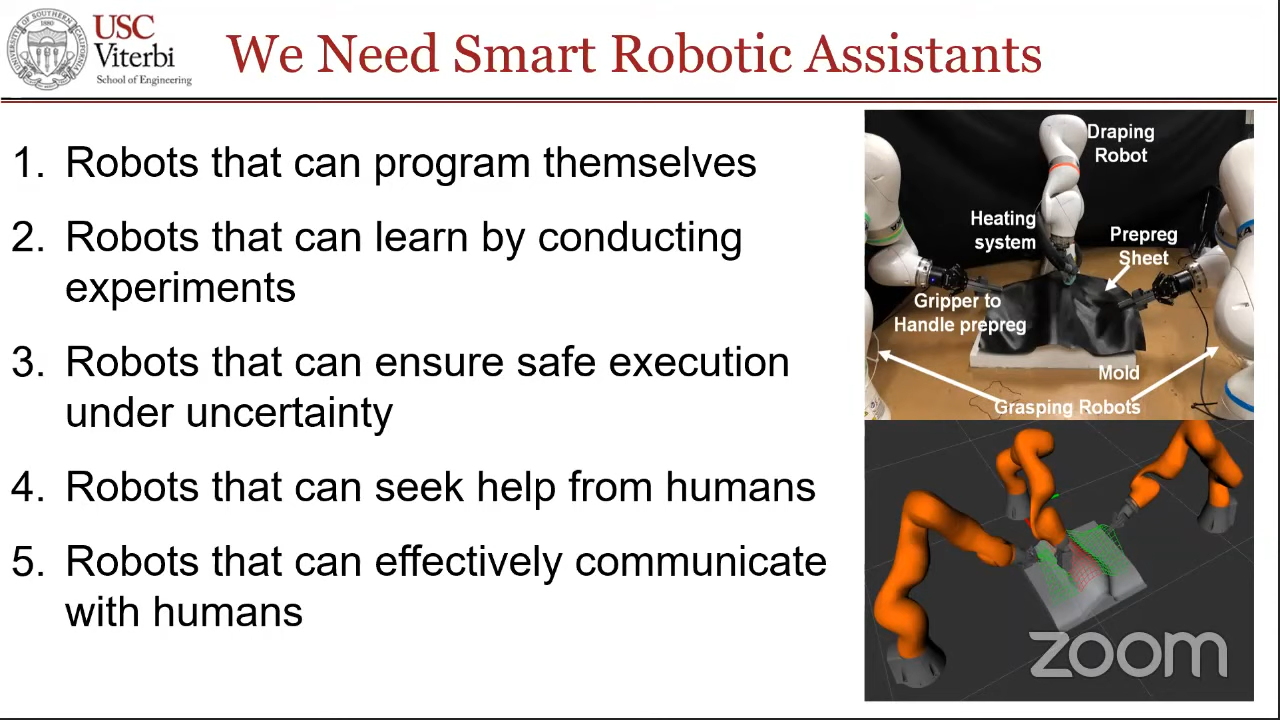 USC
Viterbi
School of Engineering
We Need Smart Robotic Assistants
1. Robots that can program themselves
2. Robots that can learn by conducting
experiments
3. Robots that can ensure safe execution
under uncertainty
4. Robots that can seek help from humans
5. Robots that can effectively communicate
with humans
Draping
Robot
Heating
system
Prepreg
Sheet
Gripper to
Handle prepreg
Mold
Grasping Robots
zoom